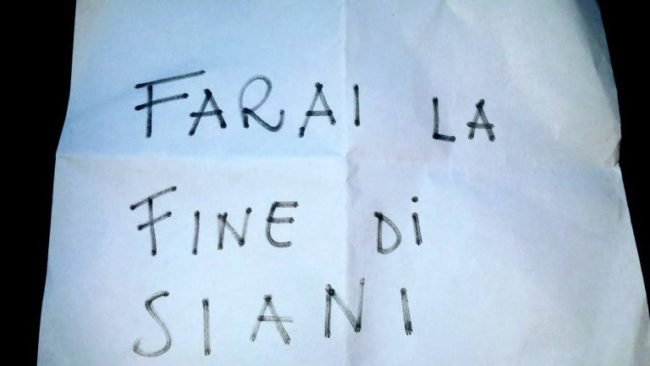 FARAI LA
FINE Di
SIANI